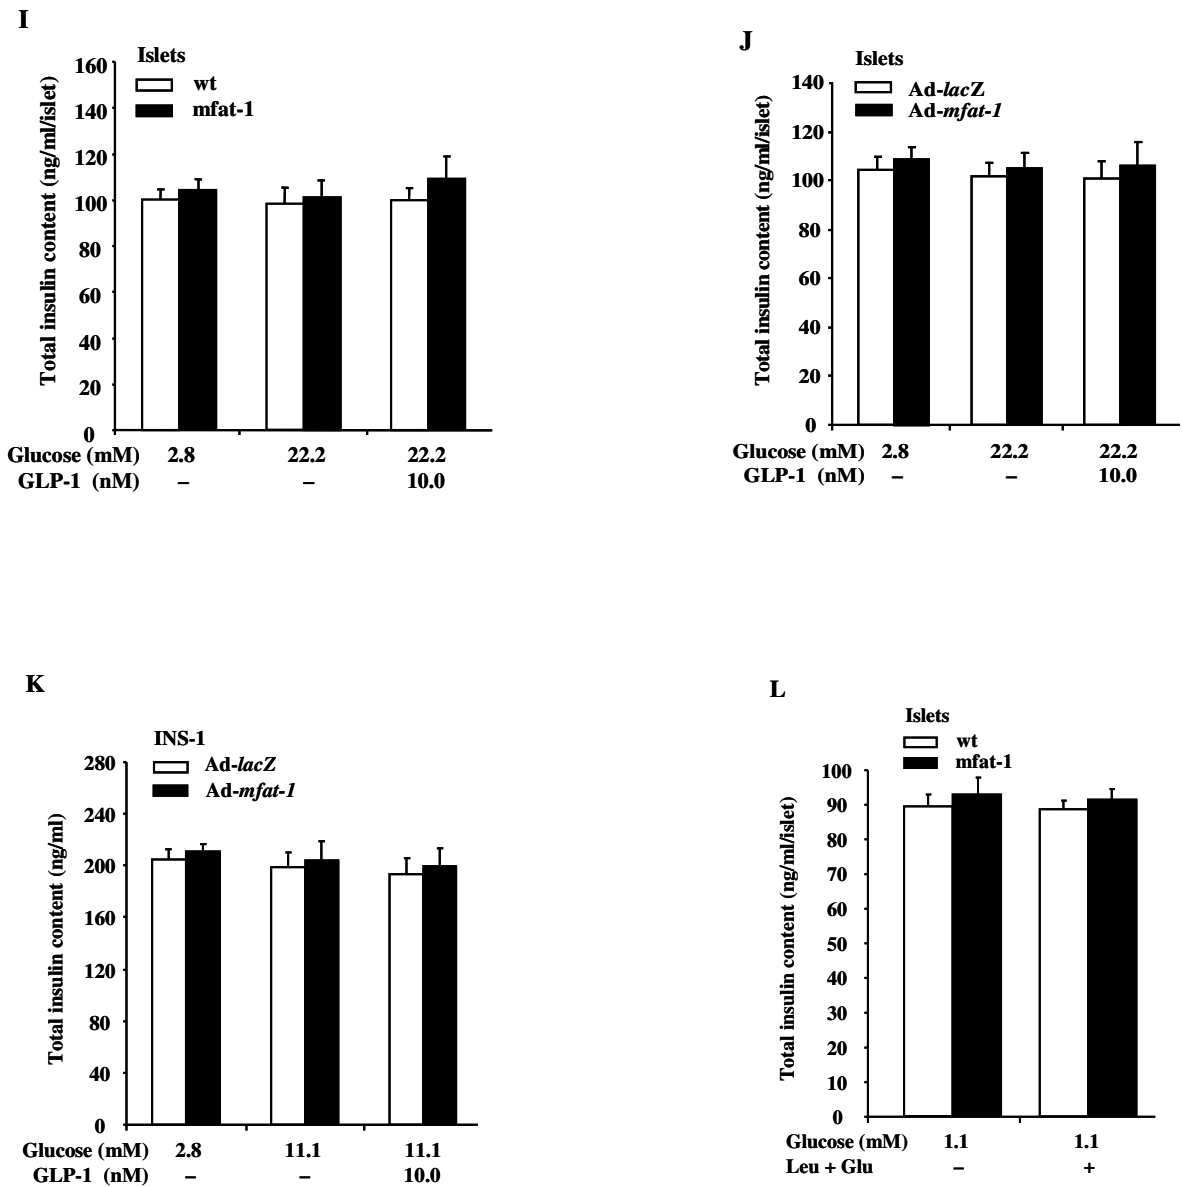 I
Islets
wt
mfat-1
Total insulin content (ng/ml/islet)
160
140
120
100
80
60
40
20
0
Glucose (mM) 2.8 22.2 22.2
GLP-1 (nM) – – 10.0
J
Islets
Ad-lacZ
Ad-mfat-1
Total insulin content (ng/ml/islet)
140
120
100
80
60
40
20
0
Glucose (mM) 2.8 22.2 22.2
GLP-1 (nM) – – 10.0
K
INS-1
Ad-lacZ
Ad-mfat-1
Total insulin content (ng/ml)
280
240
200
160
120
80
40
0
Glucose (mM) 2.8 11.1 11.1
GLP-1 (nM) – – 10.0
L
Islets
wt
mfat-1
Total insulin content (ng/ml/islet)
100
90
80
70
60
50
40
30
20
10
0
Glucose (mM) 1.1 1.1
Leu + Glu – +